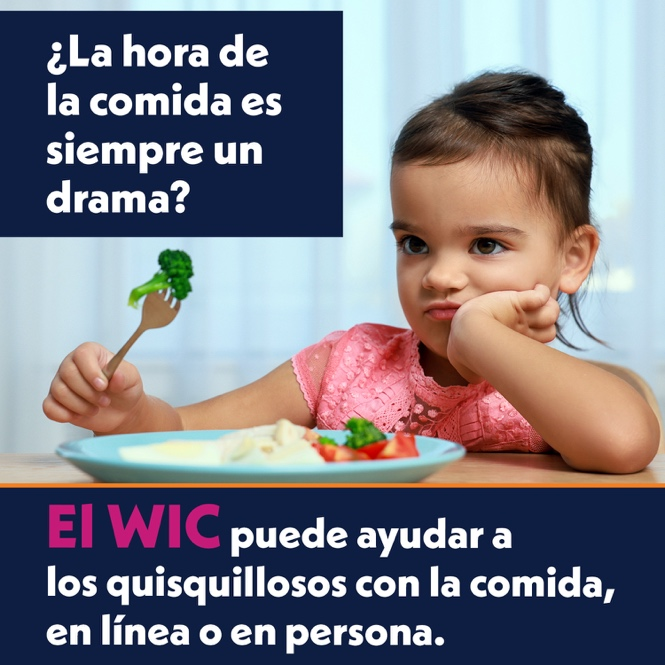 ¿La hora de
la comida es
siempre un
drama?
El WIC puede ayudar a
los quisquillosos con la comida,
en línea o en persona.